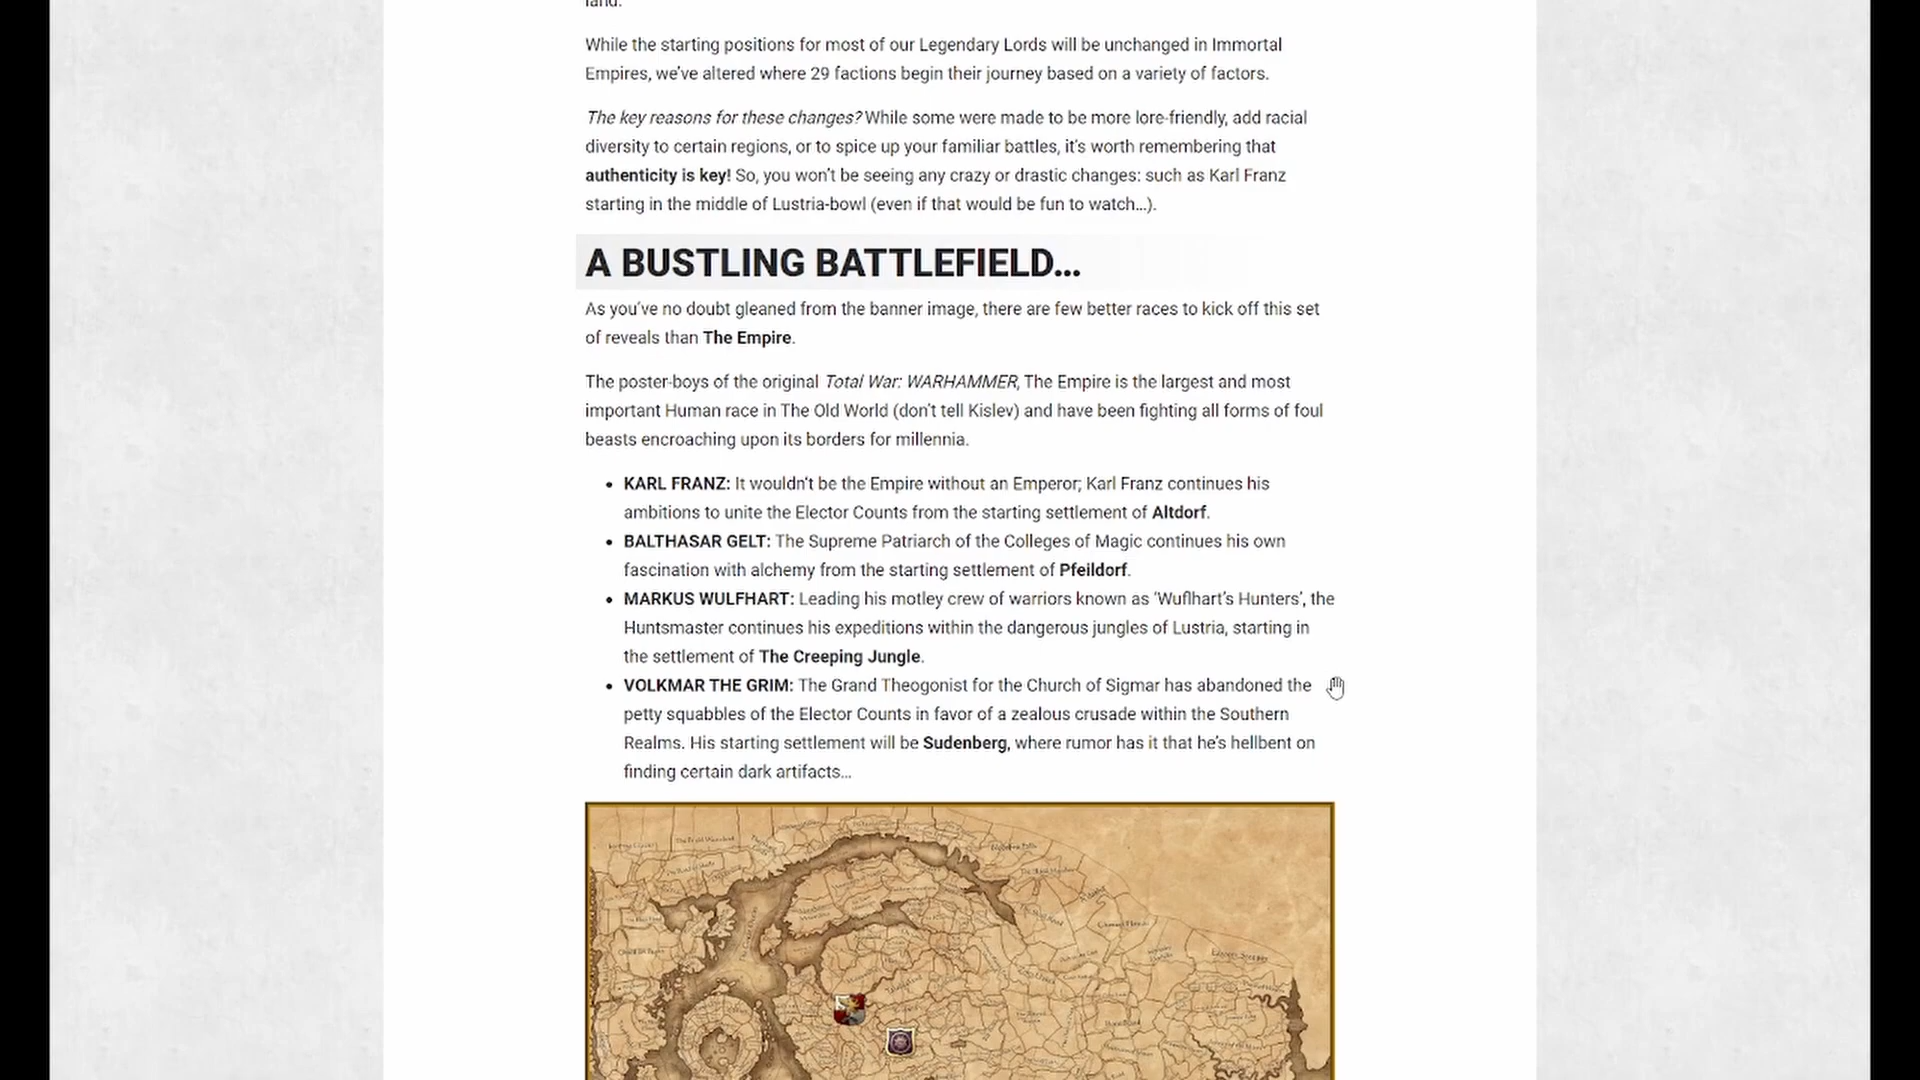 land.
While the starting positions for most of our Legendary Lords will be unchanged in Immortal
Empires, we've altered where 29 factions begin their journey based on a variety of factors.
The key reasons for these changes? While some were made to be more lore-friendly, add racial
diversity to certain regions, or to spice up your familiar battles, it's worth remembering that
authenticity is key! So, you won't be seeing any crazy or drastic changes: such as Karl Franz
starting in the middle of Lustria-bowl (even if that would be fun to watch…).
A BUSTLING BATTLEFIELD…
As you've no doubt gleaned from the banner image, there are few better races to kick off this set
of reveals than The Empire.
The poster-boys of the original Total War: WARHAMMER, The Empire is the largest and most
important Human race in The Old World (don't tell Kislev) and have been fighting all forms of foul
beasts encroaching upon its borders for millennia.
• KARL FRANZ: It wouldn't be the Empire without an Emperor; Karl Franz continues his
ambitions to unite the Elector Counts from the starting settlement of Altdorf.
• BALTHASAR GELT: The Supreme Patriarch of the Colleges of Magic continues his own
fascination with alchemy from the starting settlement of Pfeildorf.
• MARKUS WULFHART: Leading his motley crew of warriors known as 'Wuflhart's Hunters', the
Huntsmaster continues his expeditions within the dangerous jungles of Lustria, starting in
the settlement of The Creeping Jungle.
• VOLKMAR THE GRIM: The Grand Theogonist for the Church of Sigmar has abandoned the
petty squabbles of the Elector Counts in favor of a zealous crusade within the Southern
Realms. His starting settlement will be Sudenberg, where rumor has it that he's hellbent on
finding certain dark artifacts…